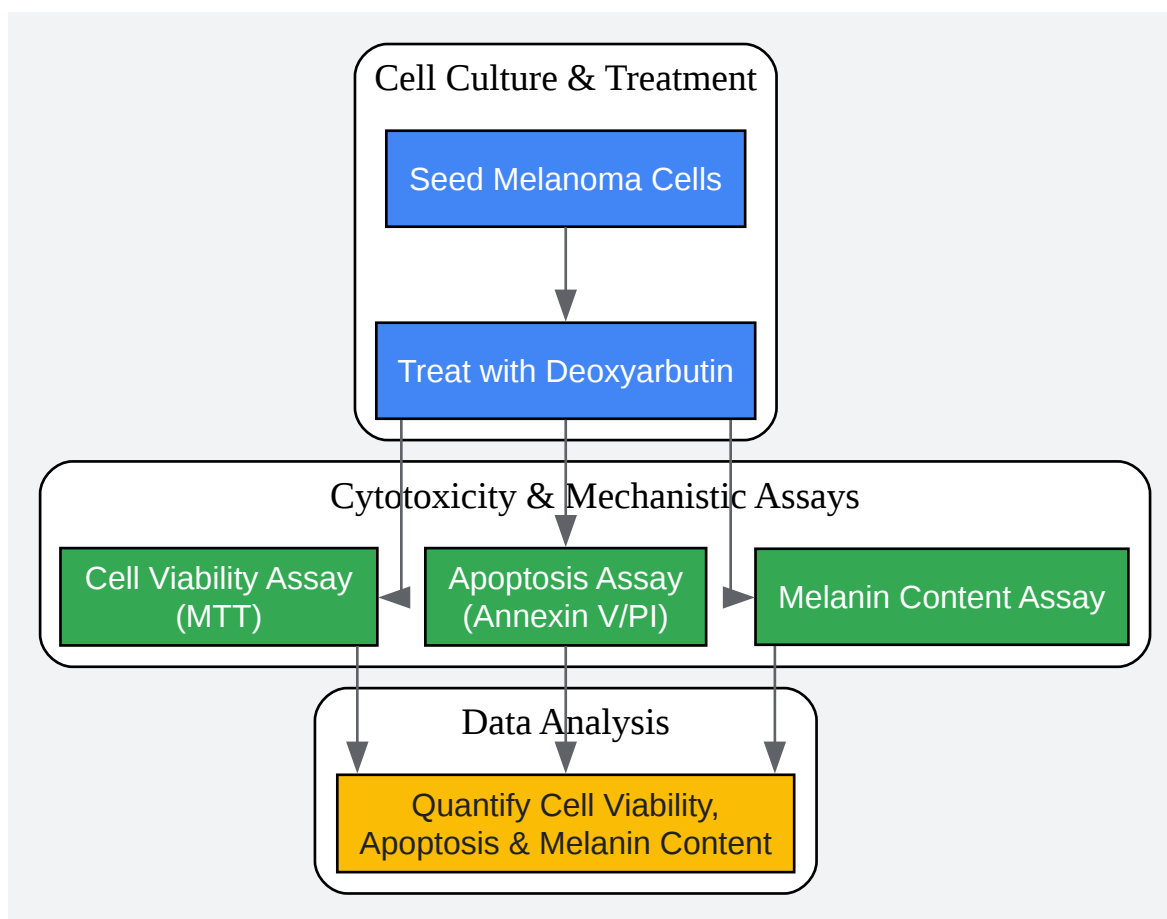 Cell Culture & Treatment
Seed Melanoma Cells
Treat with Deoxyarbutin
Cytotoxicity & Mechanistic Assays
Cell Viability Assay
(MTT)
Apoptosis Assay
(Annexin V/PI)
Melanin Content Assay
Data Analysis
Quantify Cell Viability,
Apoptosis & Melanin Content